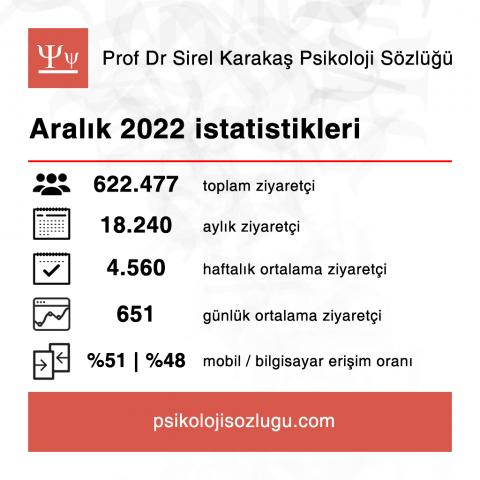 Ψψ
Prof Dr Sirel Karakaş Psikoloji Sözlüğü
Aralık 2022 istatistikleri
622.477 toplam ziyaretçi
18.240 aylık ziyaretçi
4.560 haftalık ortalama ziyaretçi
651 günlük ortalama ziyaretçi
%51 | %48 mobil / bilgisayar erişim oranı
psikolojisozlugu.com